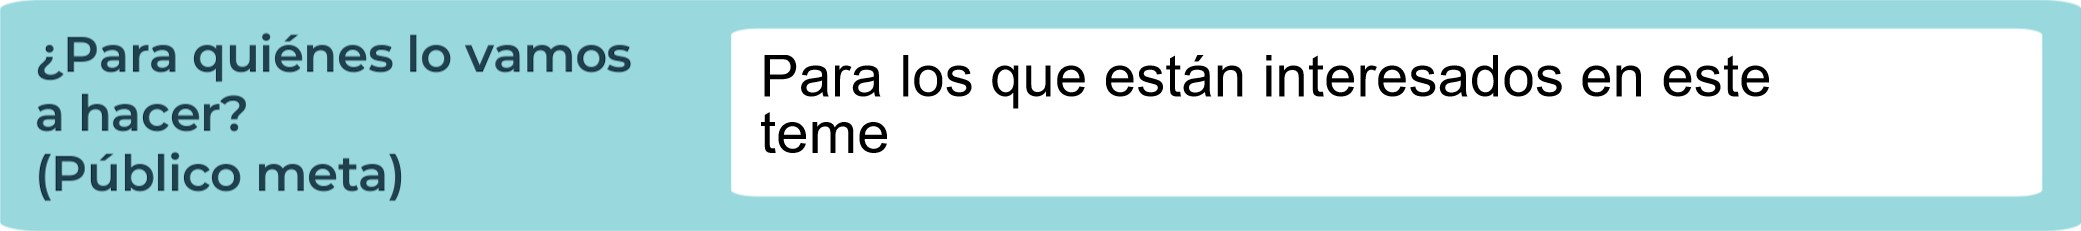 ¿Para quiénes lo vamos
a hacer?
(Público meta)
Para los que están interesados en este
teme